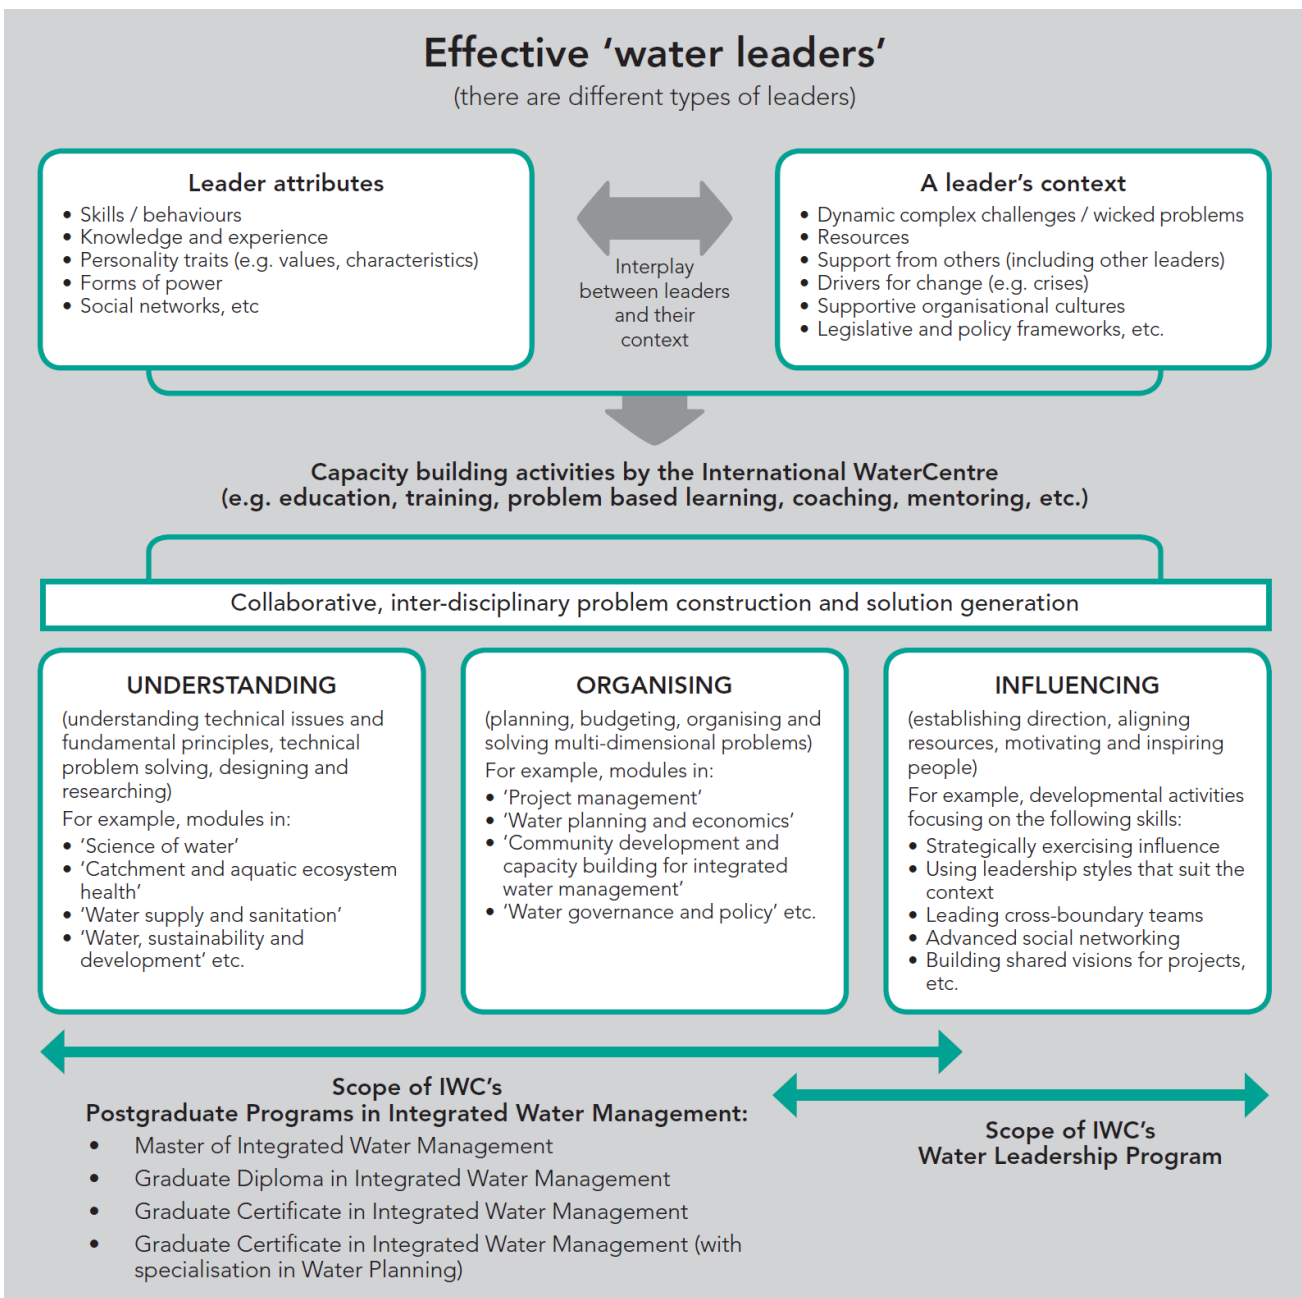 Effective ‘water leaders’
(there are different types of leaders)
Leader attributes
• Skills / behaviours
• Knowledge and experience
• Personality traits (e.g. values, characteristics)
• Forms of power
• Social networks, etc
Interplay
between leaders
and their
context
A leader’s context
• Dynamic complex challenges / wicked problems
• Resources
• Support from others (including other leaders)
• Drivers for change (e.g. crises)
• Supportive organisational cultures
• Legislative and policy frameworks, etc.
Capacity building activities by the International WaterCentre
(e.g. education, training, problem based learning, coaching, mentoring, etc.)
Collaborative, inter-disciplinary problem construction and solution generation
UNDERSTANDING
(understanding technical issues and
fundamental principles, technical
problem solving, designing and
researching)
For example, modules in:
• ‘Science of water’
• ‘Catchment and aquatic ecosystem
health’
• ‘Water supply and sanitation’
• ‘Water, sustainability and
development’ etc.
ORGANISING
(planning, budgeting, organising and
solving multi-dimensional problems)
For example, modules in:
• ‘Project management’
• ‘Water planning and economics’
• ‘Community development and
capacity building for integrated
water management’
• ‘Water governance and policy’ etc.
INFLUENCING
(establishing direction, aligning
resources, motivating and inspiring
people)
For example, developmental activities
focusing on the following skills:
• Strategically exercising influence
• Using leadership styles that suit the
context
• Leading cross-boundary teams
• Advanced social networking
• Building shared visions for projects,
etc.
Scope of IWC’s
Postgraduate Programs in Integrated Water Management:
• Master of Integrated Water Management
• Graduate Diploma in Integrated Water Management
• Graduate Certificate in Integrated Water Management
• Graduate Certificate in Integrated Water Management (with
specialisation in Water Planning)
Scope of IWC’s
Water Leadership Program